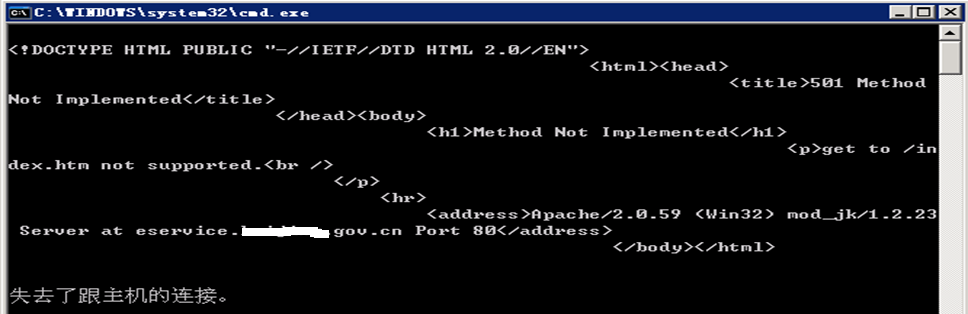 C:\WINDOWS\system32\cmd.exe
<!DOCTYPE HTML PUBLIC "-//IETF//DTD HTML 2.0//EN">
<html><head>
<title>501 Method
Not Implemented</title>
</head><body>
<h1>Method Not Implemented</h1>
<p>get to /in
dex.htm not supported.<br />
</p>
<hr>
<address>Apache/2.0.59 (Win32) mod_jk/1.2.23
Server at eservice. .gov.cn Port 80</address>
</body></html>
失去了跟主机的连接。